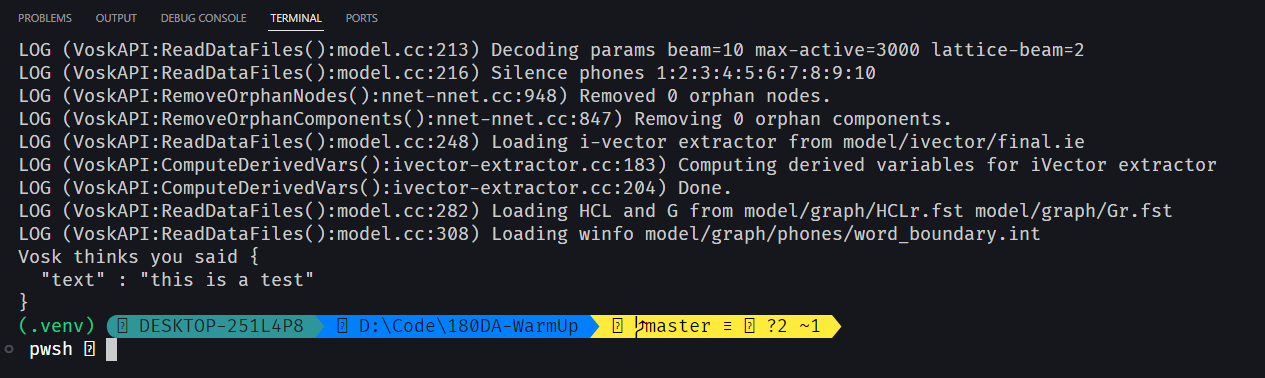 PROBLEMS OUTPUT DEBUG CONSOLE TERMINAL PORTS
LOG (VoskAPI:ReadDataFiles():model.cc:213) Decoding params beam=10 max-active=3000 lattice-beam=2
LOG (VoskAPI:ReadDataFiles():model.cc:216) Silence phones 1:2:3:4:5:6:7:8:9:10
LOG (VoskAPI:RemoveOrphanNodes():nnet-nnet.cc:948) Removed 0 orphan nodes.
LOG (VoskAPI:RemoveOrphanComponents():nnet-nnet.cc:847) Removing 0 orphan components.
LOG (VoskAPI:ReadDataFiles():model.cc:248) Loading i-vector extractor from model/ivector/final.ie
LOG (VoskAPI:ComputeDerivedVars():ivector-extractor.cc:183) Computing derived variables for iVector extractor
LOG (VoskAPI:ComputeDerivedVars():ivector-extractor.cc:204) Done.
LOG (VoskAPI:ReadDataFiles():model.cc:282) Loading HCL and G from model/graph/HCLr.fst model/graph/Gr.fst
LOG (VoskAPI:ReadDataFiles():model.cc:308) Loading winfo model/graph/phones/word_boundary.int
Vosk thinks you said {
  "text" : "this is a test"
}
(.venv) DESKTOP-251L4P8 D:\Code\180DA-WarmUp master ≡ ?2 ~1
pwsh